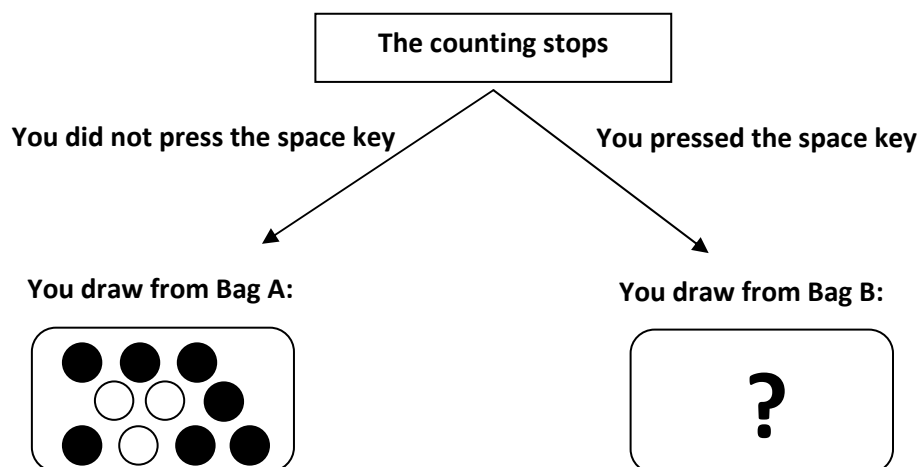 The counting stops
You did not press the space key
You pressed the space key
You draw from Bag A:
You draw from Bag B:
?